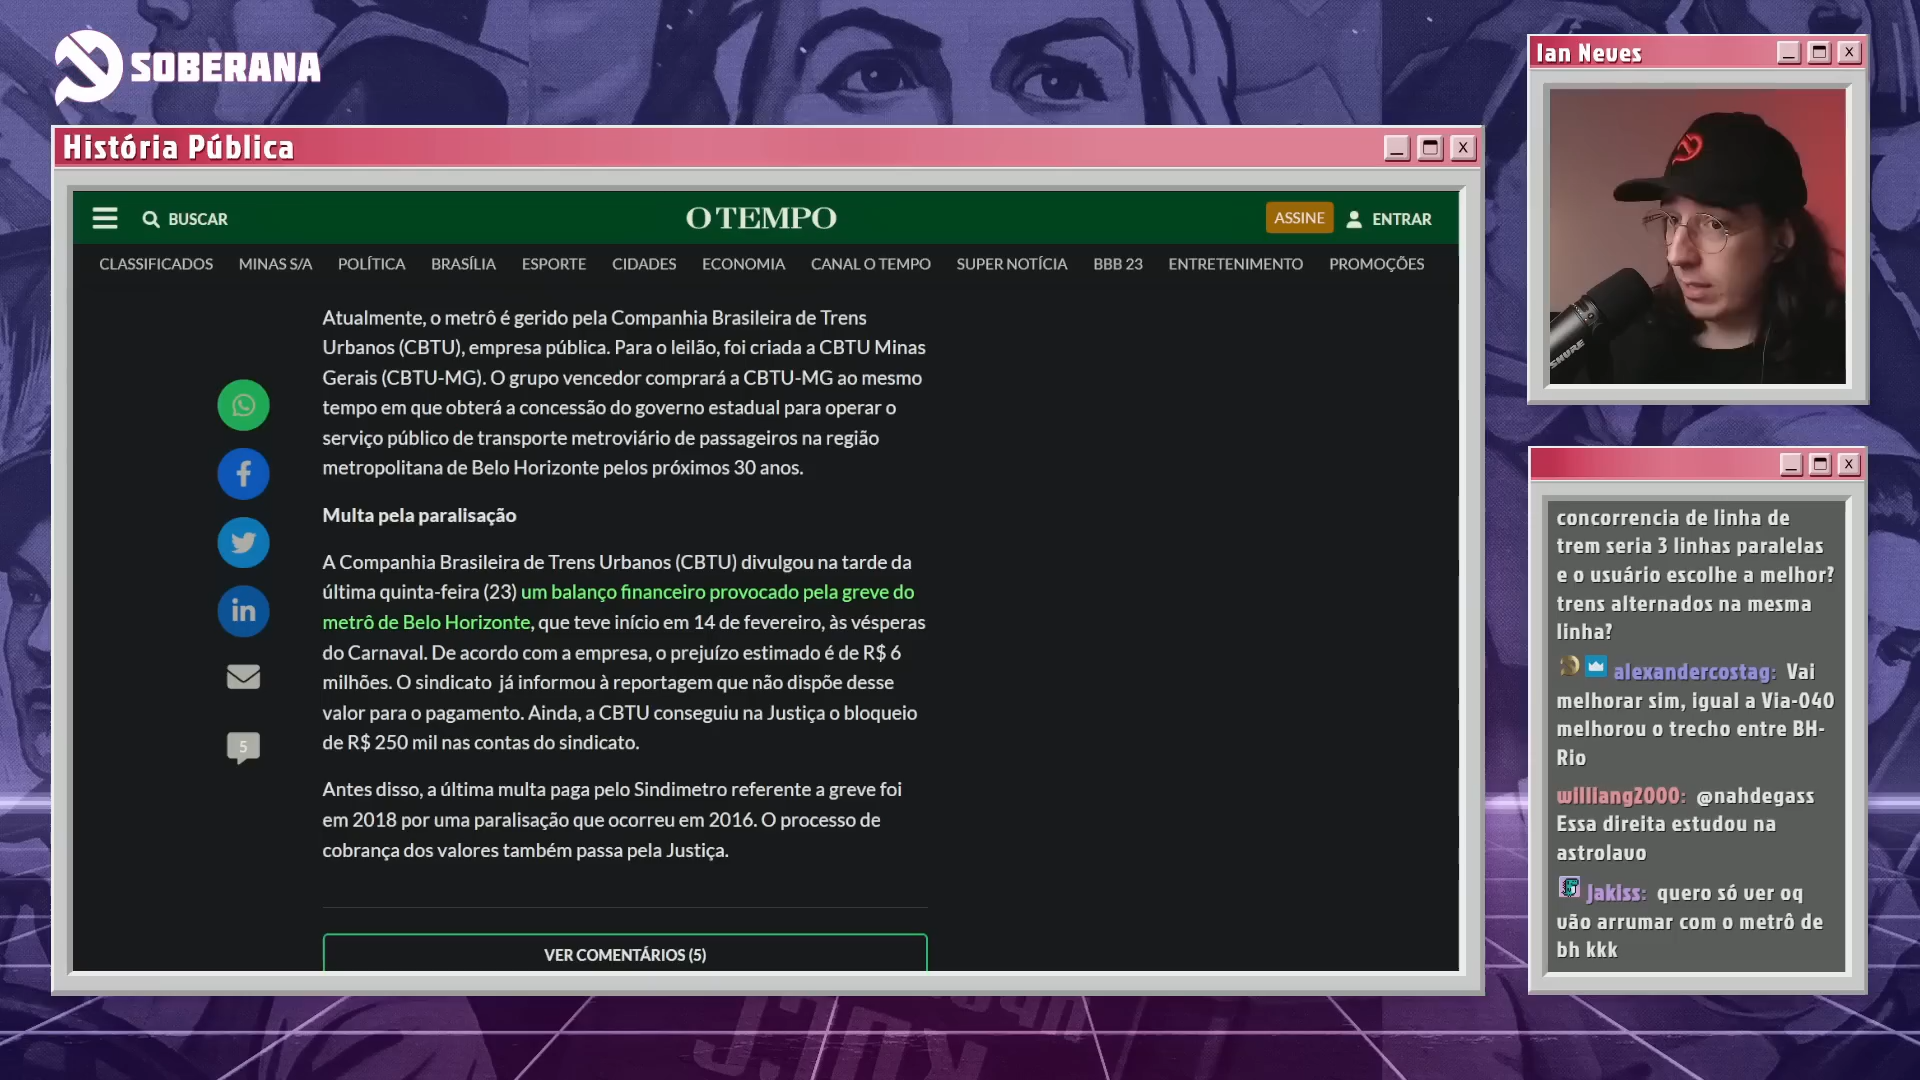 SOBERANA
História Pública
BUSCAR
O TEMPO
ASSINE
ENTRAR
CLASSIFICADOS MINAS S/A POLÍTICA BRASÍLIA ESPORTE CIDADES ECONOMIA CANAL O TEMPO SUPER NOTÍCIA BBB 23 ENTRETENIMENTO PROMOÇÕES
Atualmente, o metrô é gerido pela Companhia Brasileira de Trens
Urbanos (CBTU), empresa pública. Para o leilão, foi criada a CBTU Minas
Gerais (CBTU-MG). O grupo vencedor comprará a CBTU-MG ao mesmo
tempo em que obterá a concessão do governo estadual para operar o
serviço público de transporte metroviário de passageiros na região
metropolitana de Belo Horizonte pelos próximos 30 anos.
Multa pela paralisação
A Companhia Brasileira de Trens Urbanos (CBTU) divulgou na tarde da
última quinta-feira (23) um balanço financeiro provocado pela greve do
metrô de Belo Horizonte, que teve início em 14 de fevereiro, às vésperas
do Carnaval. De acordo com a empresa, o prejuízo estimado é de R$ 6
milhões. O sindicato já informou à reportagem que não dispõe desse
valor para o pagamento. Ainda, a CBTU conseguiu na Justiça o bloqueio
de R$ 250 mil nas contas do sindicato.
Antes disso, a última multa paga pelo Sindimetro referente a greve foi
em 2018 por uma paralisação que ocorreu em 2016. O processo de
cobrança dos valores também passa pela Justiça.
5
VER COMENTÁRIOS (5)
Ian Neves
SHURE
concorrencia de linha de
trem seria 3 linhas paralelas
e o usuário escolhe a melhor?
trens alternados na mesma
linha?
alexandercostag: Vai
melhorar sim, igual a Via-040
melhorou o trecho entre BH-
Rio
williang2000: @nahdegass
Essa direita estudou na
astrolavo
jakiss: quero só ver oq
vão arrumar com o metrô de
bh kkk